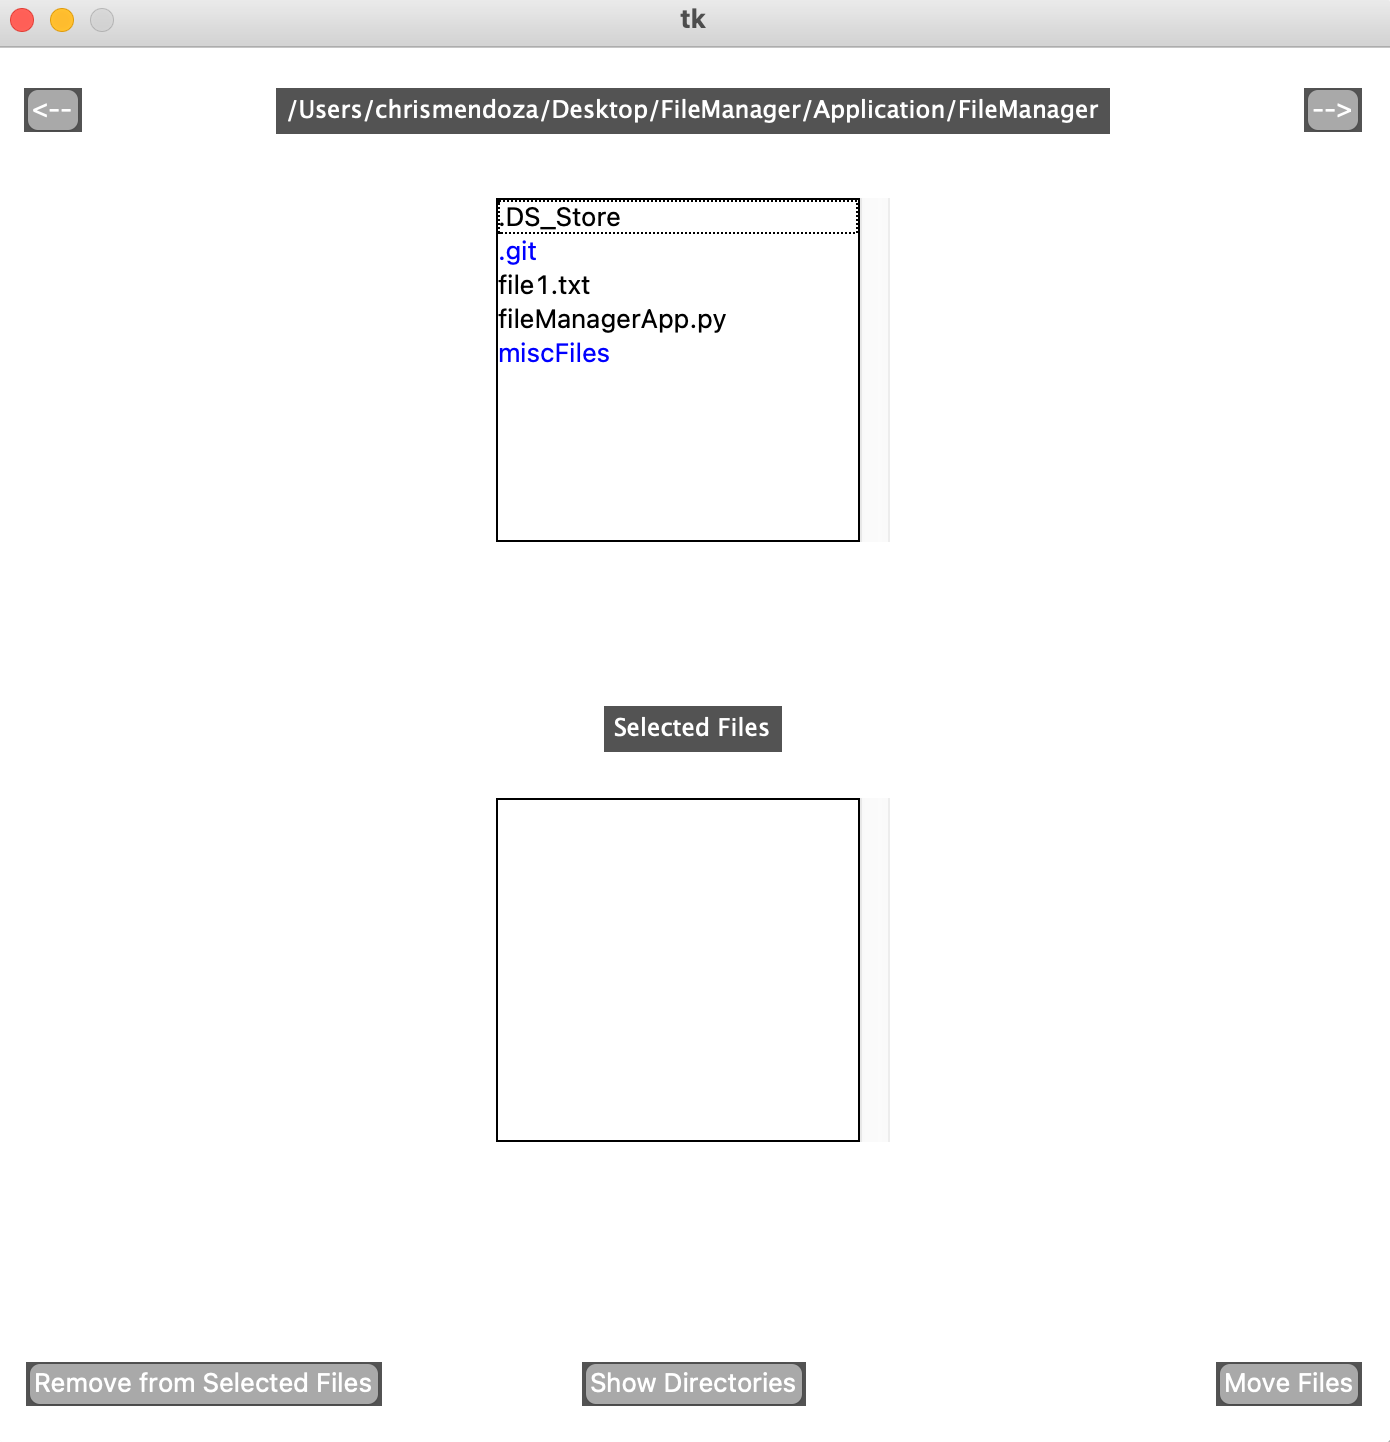 tk
<-- /Users/chrismendoza/Desktop/FileManager/Application/FileManager -->
.DS_Store
.git
file1.txt
fileManagerApp.py
miscFiles
Selected Files
Remove from Selected Files Show Directories Move Files